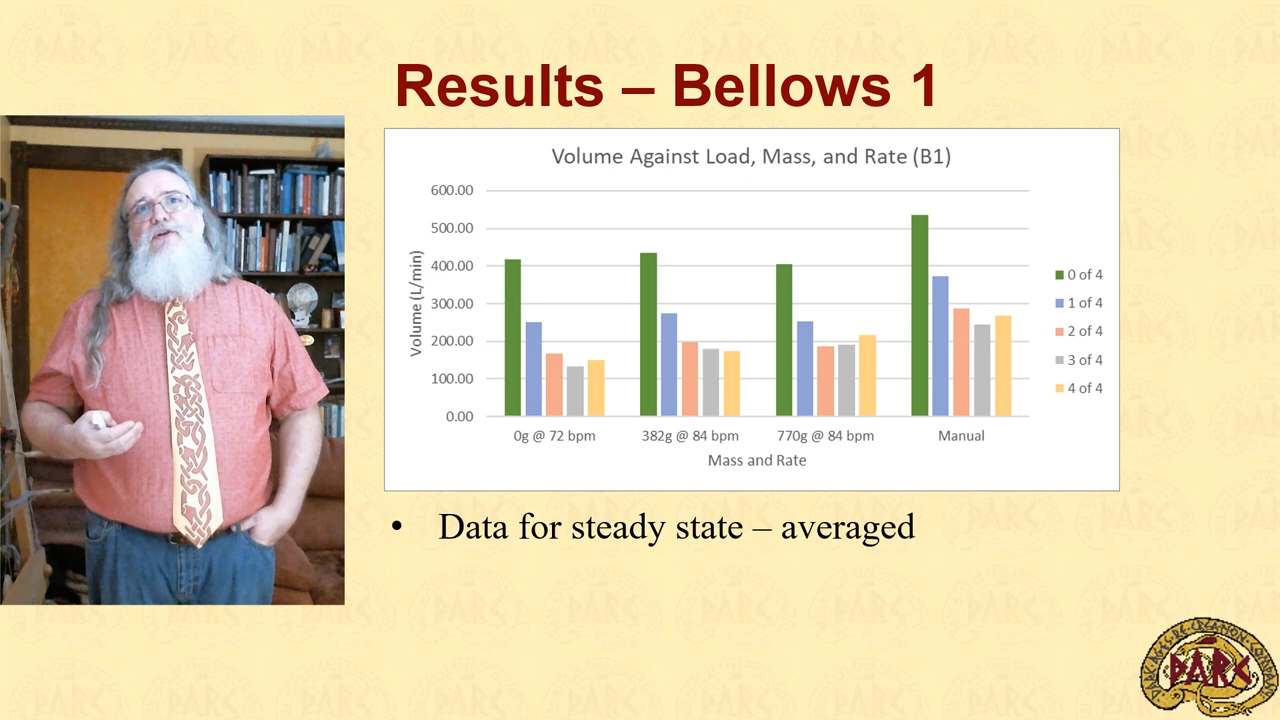 Results – Bellows 1
Volume Against Load, Mass, and Rate (B1)
600.00
500.00
400.00
300.00
200.00
100.00
0.00
Volume (L/min)
0g @ 72 bpm
382g @ 84 bpm
770g @ 84 bpm
Manual
Mass and Rate
0 of 4
1 of 4
2 of 4
3 of 4
4 of 4
• Data for steady state – averaged
DARC